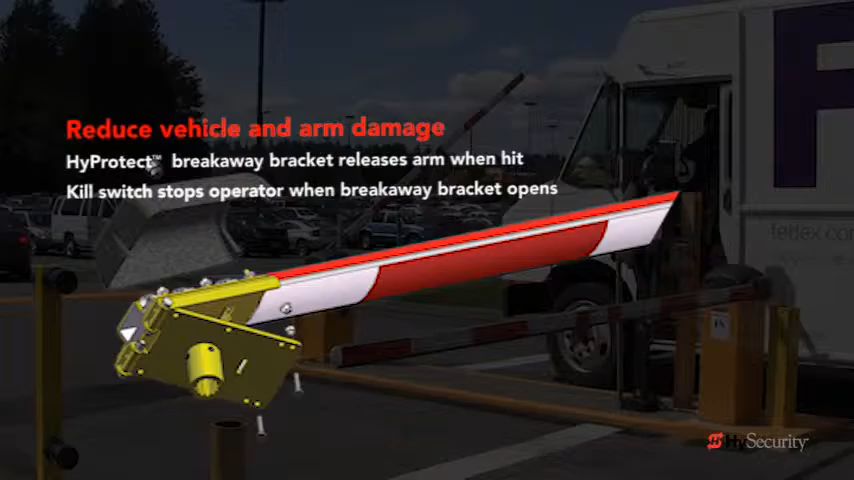 Reduce vehicle and arm damage
HyProtect™ breakaway bracket releases arm when hit
Kill switch stops operator when breakaway bracket opens
fedex.com
HySecurity